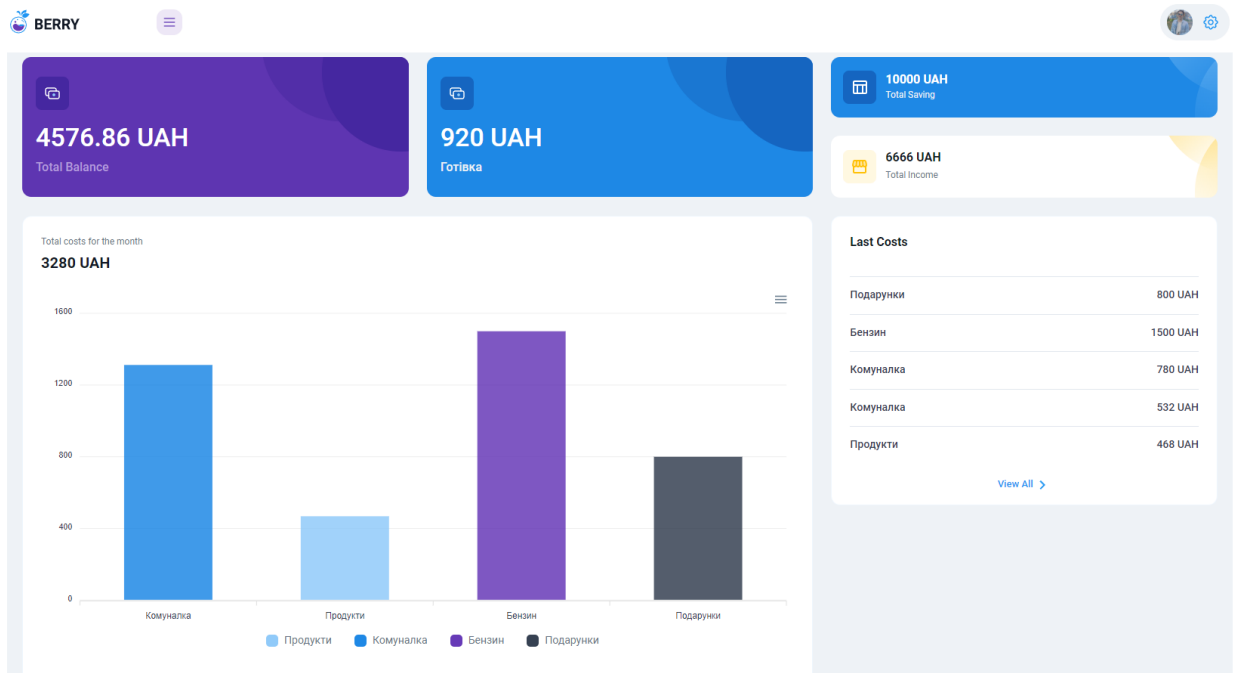 BERRY
4576.86 UAH
Total Balance
920 UAH
Готівка
10000 UAH
Total Saving
6666 UAH
Total Income
Total costs for the month
3280 UAH
1600
1200
800
400
0
Комуналка
Продукти
Бензин
Подарунки
Продукти
Комуналка
Бензин
Подарунки
Last Costs
Подарунки 800 UAH
Бензин 1500 UAH
Комуналка 780 UAH
Комуналка 532 UAH
Продукти 468 UAH
View All